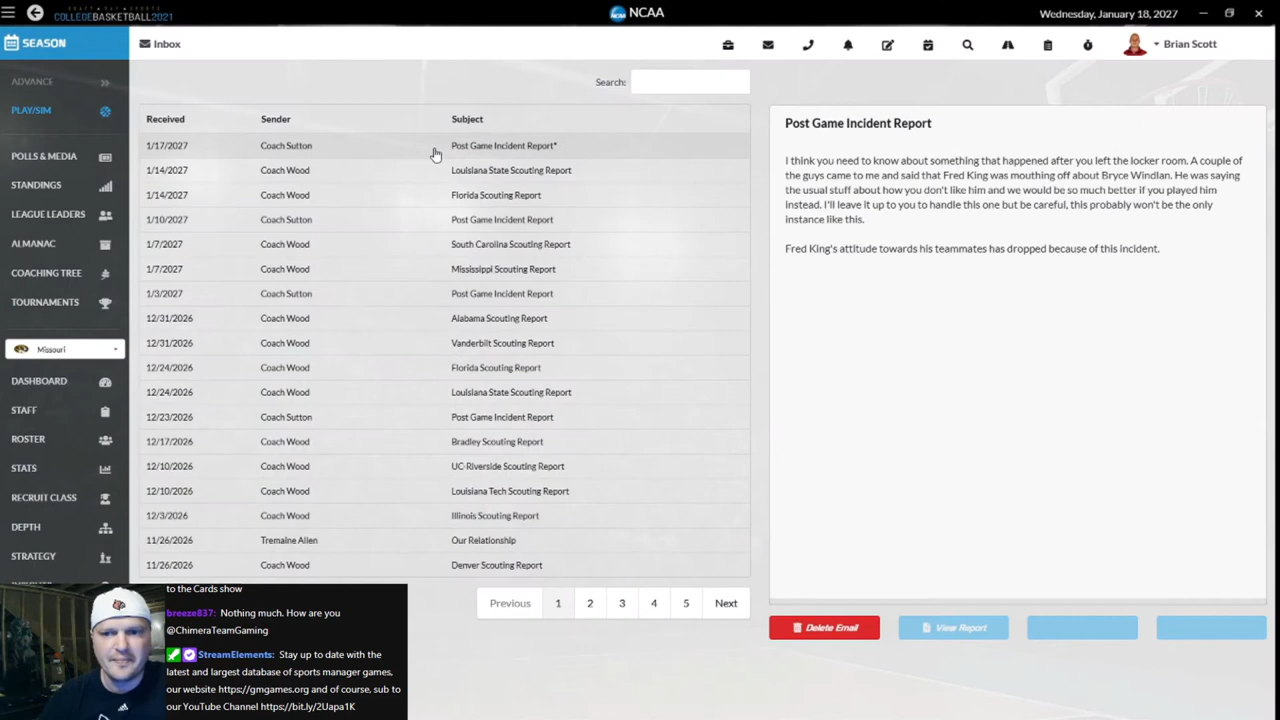 DRAFT DAY SPORTS
COLLEGEBASKETBALL2021
NCAA
Wednesday, January 18, 2027
SEASON
Inbox
Brian Scott
ADVANCE
PLAY/SIM
POLLS & MEDIA
STANDINGS
LEAGUE LEADERS
ALMANAC
COACHING TREE
TOURNAMENTS
Missouri
DASHBOARD
STAFF
ROSTER
STATS
RECRUIT CLASS
DEPTH
STRATEGY
Search:
Received Sender Subject
1/17/2027 Coach Sutton Post Game Incident Report*
1/14/2027 Coach Wood Louisiana State Scouting Report
1/14/2027 Coach Wood Florida Scouting Report
1/10/2027 Coach Sutton Post Game Incident Report
1/7/2027 Coach Wood South Carolina Scouting Report
1/7/2027 Coach Wood Mississippi Scouting Report
1/3/2027 Coach Sutton Post Game Incident Report
12/31/2026 Coach Wood Alabama Scouting Report
12/31/2026 Coach Wood Vanderbilt Scouting Report
12/24/2026 Coach Wood Florida Scouting Report
12/24/2026 Coach Wood Louisiana State Scouting Report
12/23/2026 Coach Sutton Post Game Incident Report
12/17/2026 Coach Wood Bradley Scouting Report
12/10/2026 Coach Wood UC-Riverside Scouting Report
12/10/2026 Coach Wood Louisiana Tech Scouting Report
12/3/2026 Coach Wood Illinois Scouting Report
11/26/2026 Tremaine Allen Our Relationship
11/26/2026 Coach Wood Denver Scouting Report
Previous 1 2 3 4 5 Next
Post Game Incident Report
I think you need to know about something that happened after you left the locker room. A couple of
the guys came to me and said that Fred King was mouthing off about Bryce Windlan. He was saying
the usual stuff about how you don't like him and we would be so much better if you played him
instead. I'll leave it up to you to handle this one but be careful, this probably won't be the only
instance like this.
Fred King's attitude towards his teammates has dropped because of this incident.
Delete Email
View Report
to the Cards show
breeze837: Nothing much. How are you
@ChimeraTeamGaming
StreamElements: Stay up to date with the
latest and largest database of sports manager games,
our website https://gmgames.org and of course, sub to
our YouTube Channel https://bit.ly/2Uapa1K